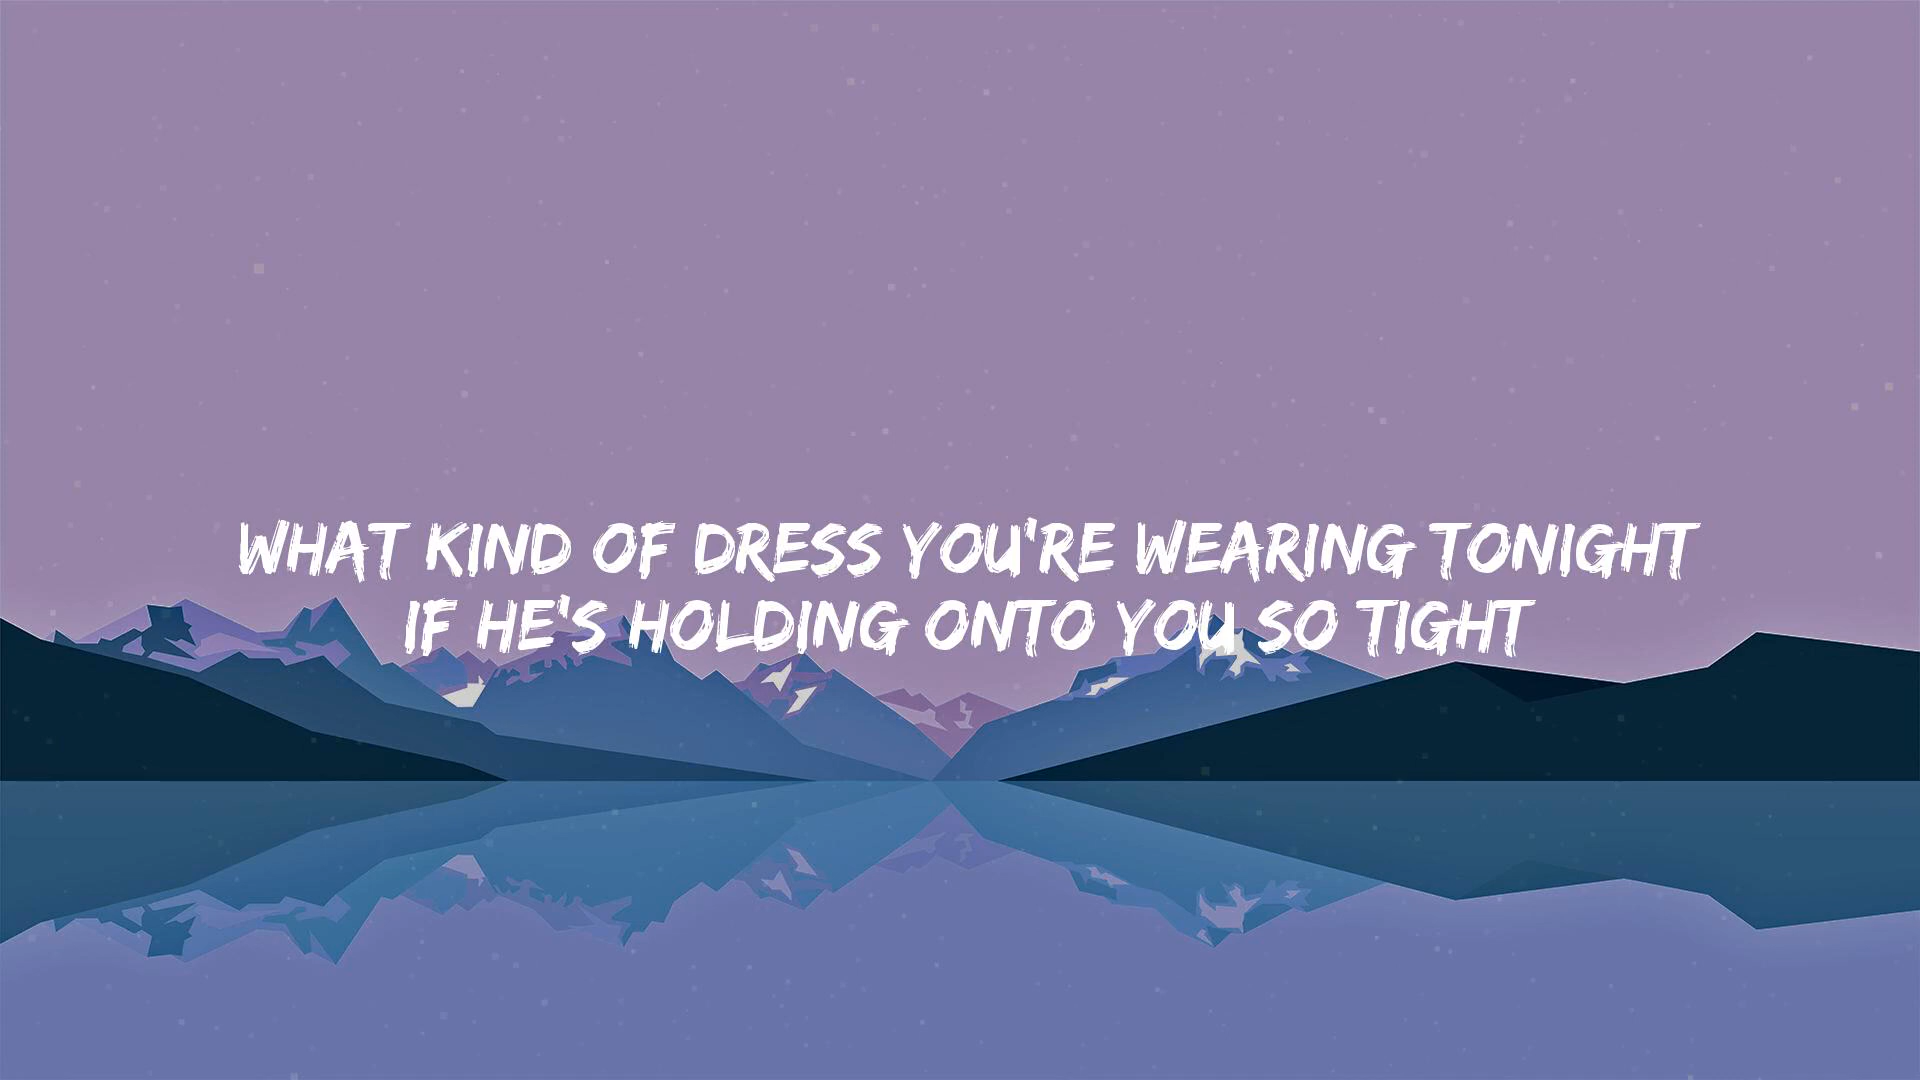 WHAT KIND OF DRESS YOU'RE WEARING TONIGHT
IF HE'S HOLDING ONTO YOU SO TIGHT